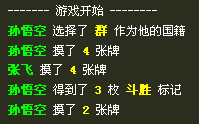 ------- 游戏开始 --------
孙悟空 选择了 群 作为他的国籍
孙悟空 摸了 4 张牌
张飞 摸了 4 张牌
孙悟空 得到了 3 枚 斗胜 标记
孙悟空 摸了 2 张牌